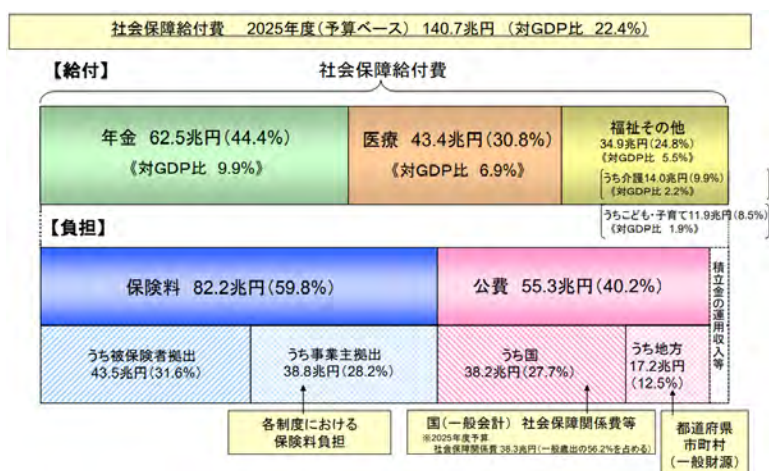 社会保障給付費 2025年度(予算ベース) 140.7兆円 (対GDP比 22.4%)
【給付】
社会保障給付費
年金 62.5兆円(44.4%)
《対GDP比 9.9%》
医療 43.4兆円(30.8%)
《対GDP比 6.9%》
福祉その他
34.9兆円(24.8%)
《対GDP比 5.5%》
うち介護14.0兆円(9.9%)
《対GDP比 2.2%》
うちこども・子育て11.9兆円(8.5%)
《対GDP比 1.9%》
【負担】
保険料 82.2兆円(59.8%)
公費 55.3兆円(40.2%)
積立金の運用収入等
うち被保険者拠出
43.5兆円(31.6%)
うち事業主拠出
38.8兆円(28.2%)
うち国
38.2兆円(27.7%)
うち地方
17.2兆円
(12.5%)
各制度における
保険料負担
国(一般会計) 社会保障関係費等
※2025年度予算
社会保障関係費 38.3兆円(一般歳出の56.2%を占める)
都道府県
市町村
(一般財源)